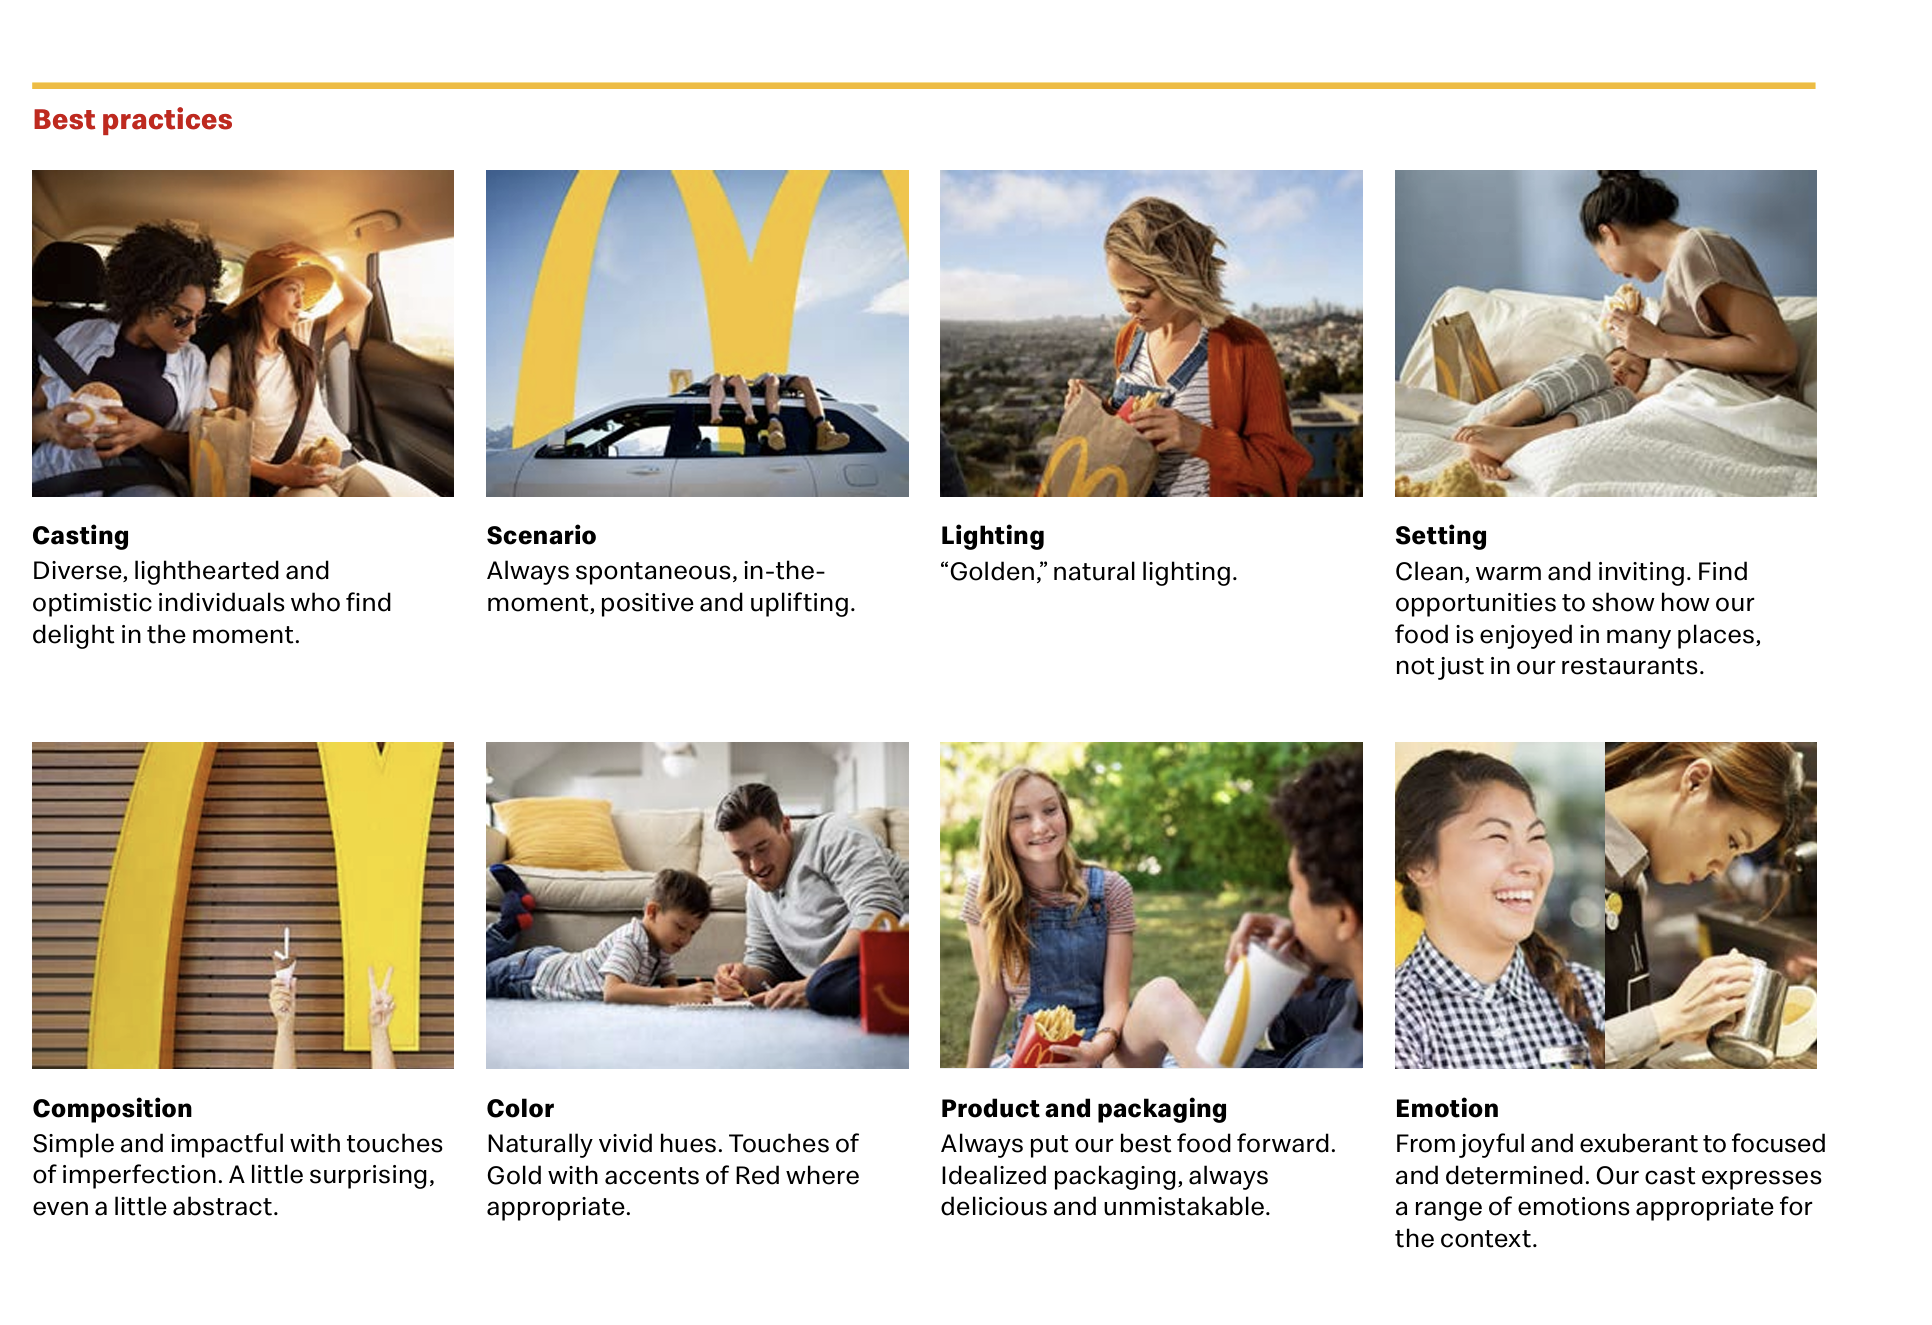 Best practices
Casting
Diverse, lighthearted and
optimistic individuals who find
delight in the moment.
Scenario
Always spontaneous, in-the-
moment, positive and uplifting.
Lighting
“Golden,” natural lighting.
Setting
Clean, warm and inviting. Find
opportunities to show how our
food is enjoyed in many places,
not just in our restaurants.
Composition
Simple and impactful with touches
of imperfection. A little surprising,
even a little abstract.
Color
Naturally vivid hues. Touches of
Gold with accents of Red where
appropriate.
Product and packaging
Always put our best food forward.
Idealized packaging, always
delicious and unmistakable.
Emotion
From joyful and exuberant to focused
and determined. Our cast expresses
a range of emotions appropriate for
the context.